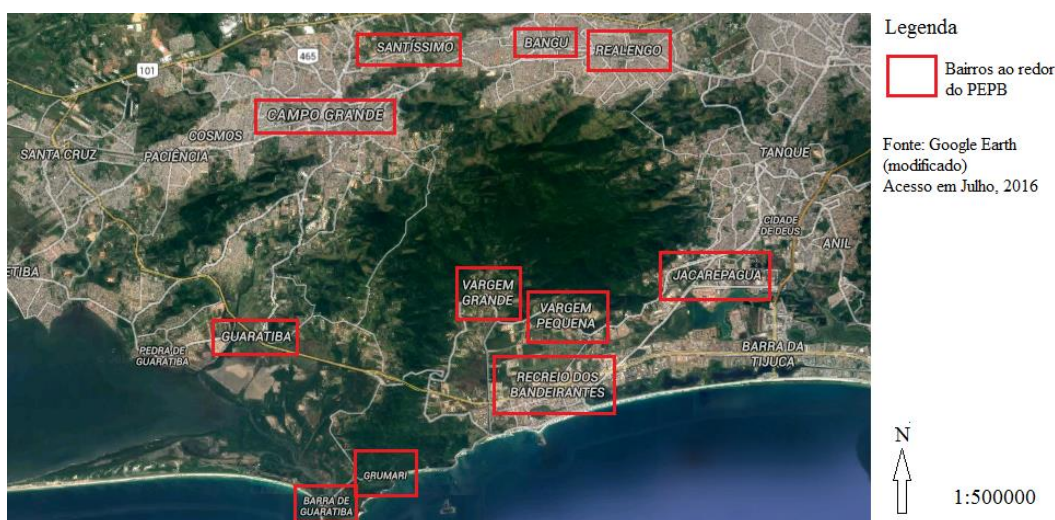 SANTÍSSIMO
BANGU
REALENGO
465
101
CAMPO GRANDE
COSMOS
SANTA CRUZ
PACIÊNCIA
TANQUE
CIDADE
DE DEUS
ANIL
ETIBA
JACAREPAGUA
VARGEM
GRANDE
VARGEM
PEQUENA
GUARATIBA
PEDRA DE
GUARATIBA
BARRA DA
TIJUCA
RECREIO DOS
BANDEIRANTES
GRUMARI
BARRA DE
GUARATIBA
Legenda
Bairros ao redor
do PEPB
Fonte: Google Earth
(modificado)
Acesso em Julho, 2016
N
1:500000